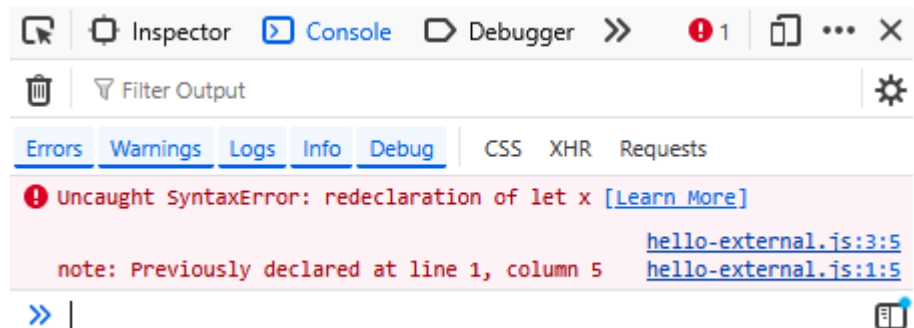 Inspector Console Debugger 1
Filter Output
Errors Warnings Logs Info Debug CSS XHR Requests
Uncaught SyntaxError: redeclaration of let x [Learn More]
hello-external.js:3:5
note: Previously declared at line 1, column 5 hello-external.js:1:5